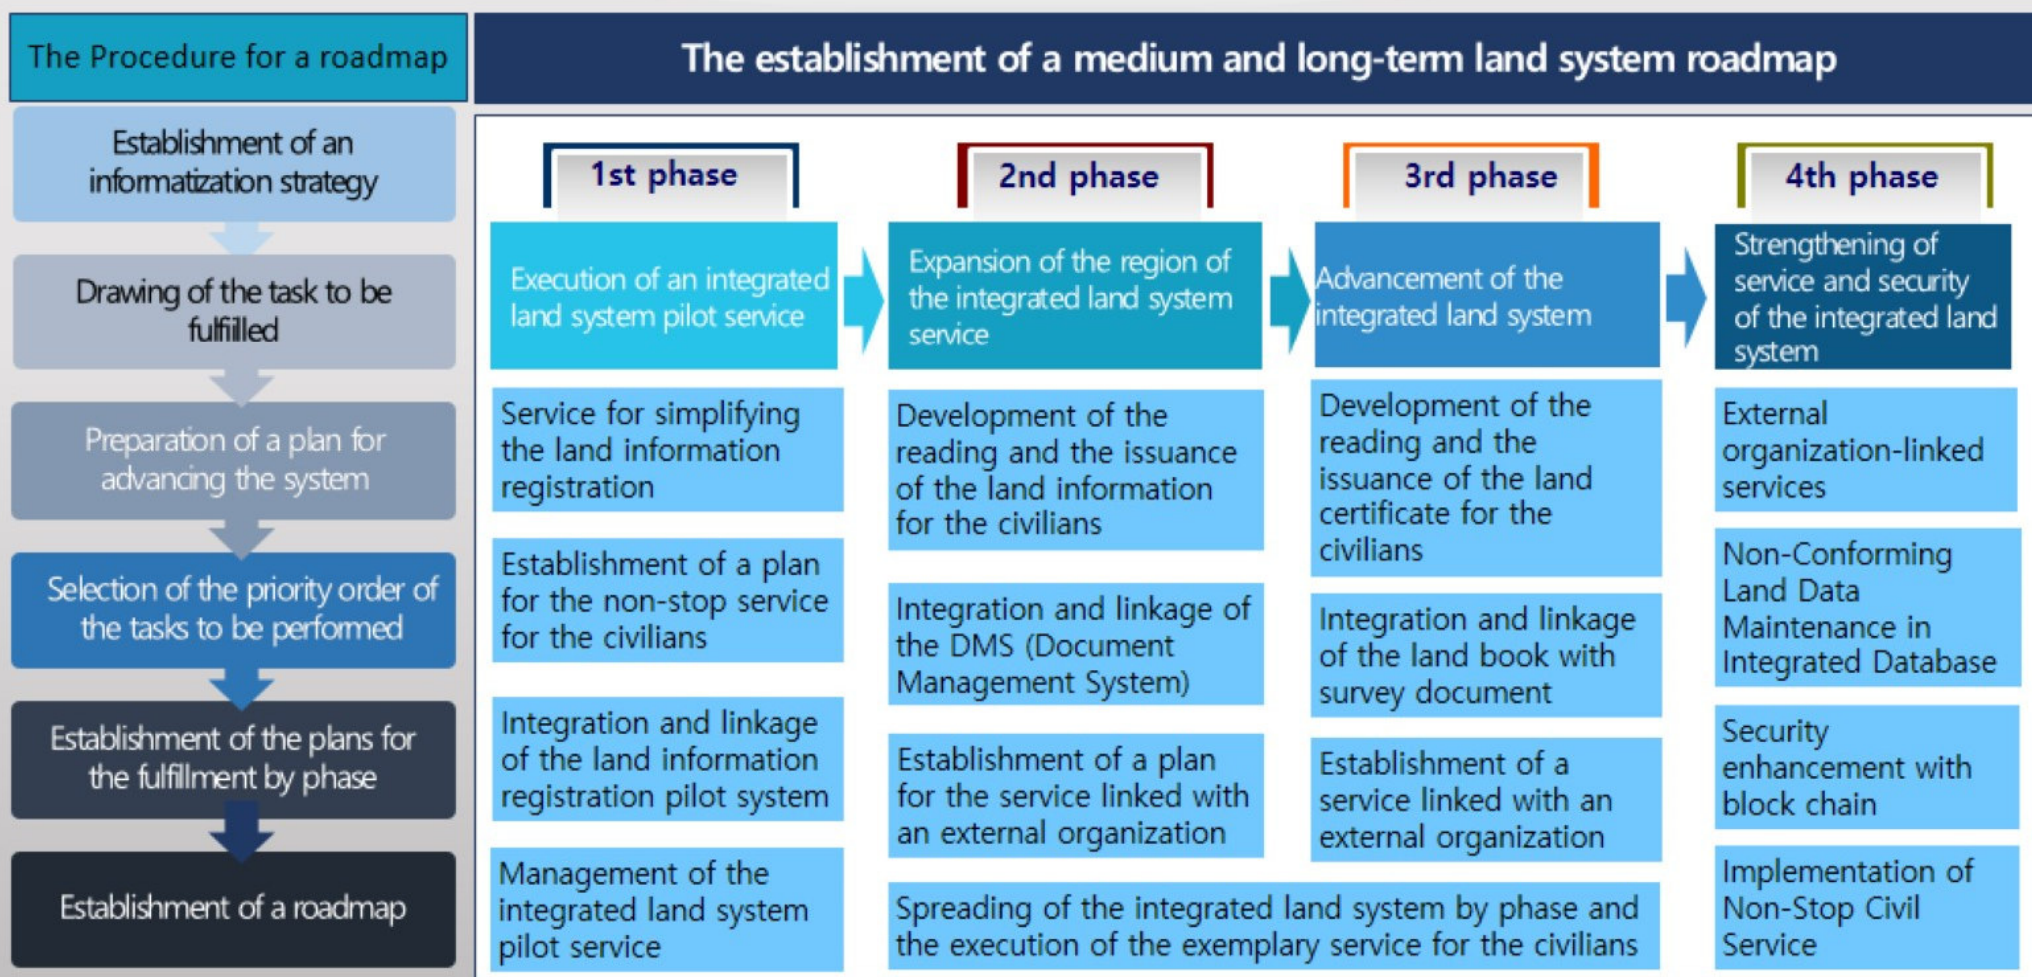 The Procedure for a roadmap
Establishment of an
informatization strategy
Drawing of the task to be
fulfiilled
Preparation of a plan for
advancing the system
Selection of the priority order of
the tasks to be performed
Establishment of the plans for
the fulfillment by phase
Establishment of a roadmap
The establishment of a medium and long-term land system roadmap
1st phase
Execution of an integrated
land system pilot service
Service for simplifying
the land information
registration
Establishment of a plan
for the non-stop service
for the civilians
Integration and linkage
of the land information
registration pilot system
Management of the
integrated land system
pilot service
2nd phase
Expansion of the region of
the integrated land system
service
Development of the
reading and the issuance
of the land information
for the civilians
Integration and linkage of
the DMS (Document
Management System)
Establishment of a plan
for the service linked with
an external organization
3rd phase
Advancement of the
integrated land system
Development of the
reading and the
issuance of the land
certificate for the
civilians
Integration and linkage
of the land book with
survey document
Establishment of a
service linked with an
external organization
Spreading of the integrated land system by phase and
the execution of the exemplary service for the civilians
4th phase
Strengthening of
service and security
of the integrated land
system
External
organization-linked
services
Non-Conforming
Land Data
Maintenance in
Integrated Database
Security
enhancement with
block chain
Implementation of
Non-Stop Civil
Service